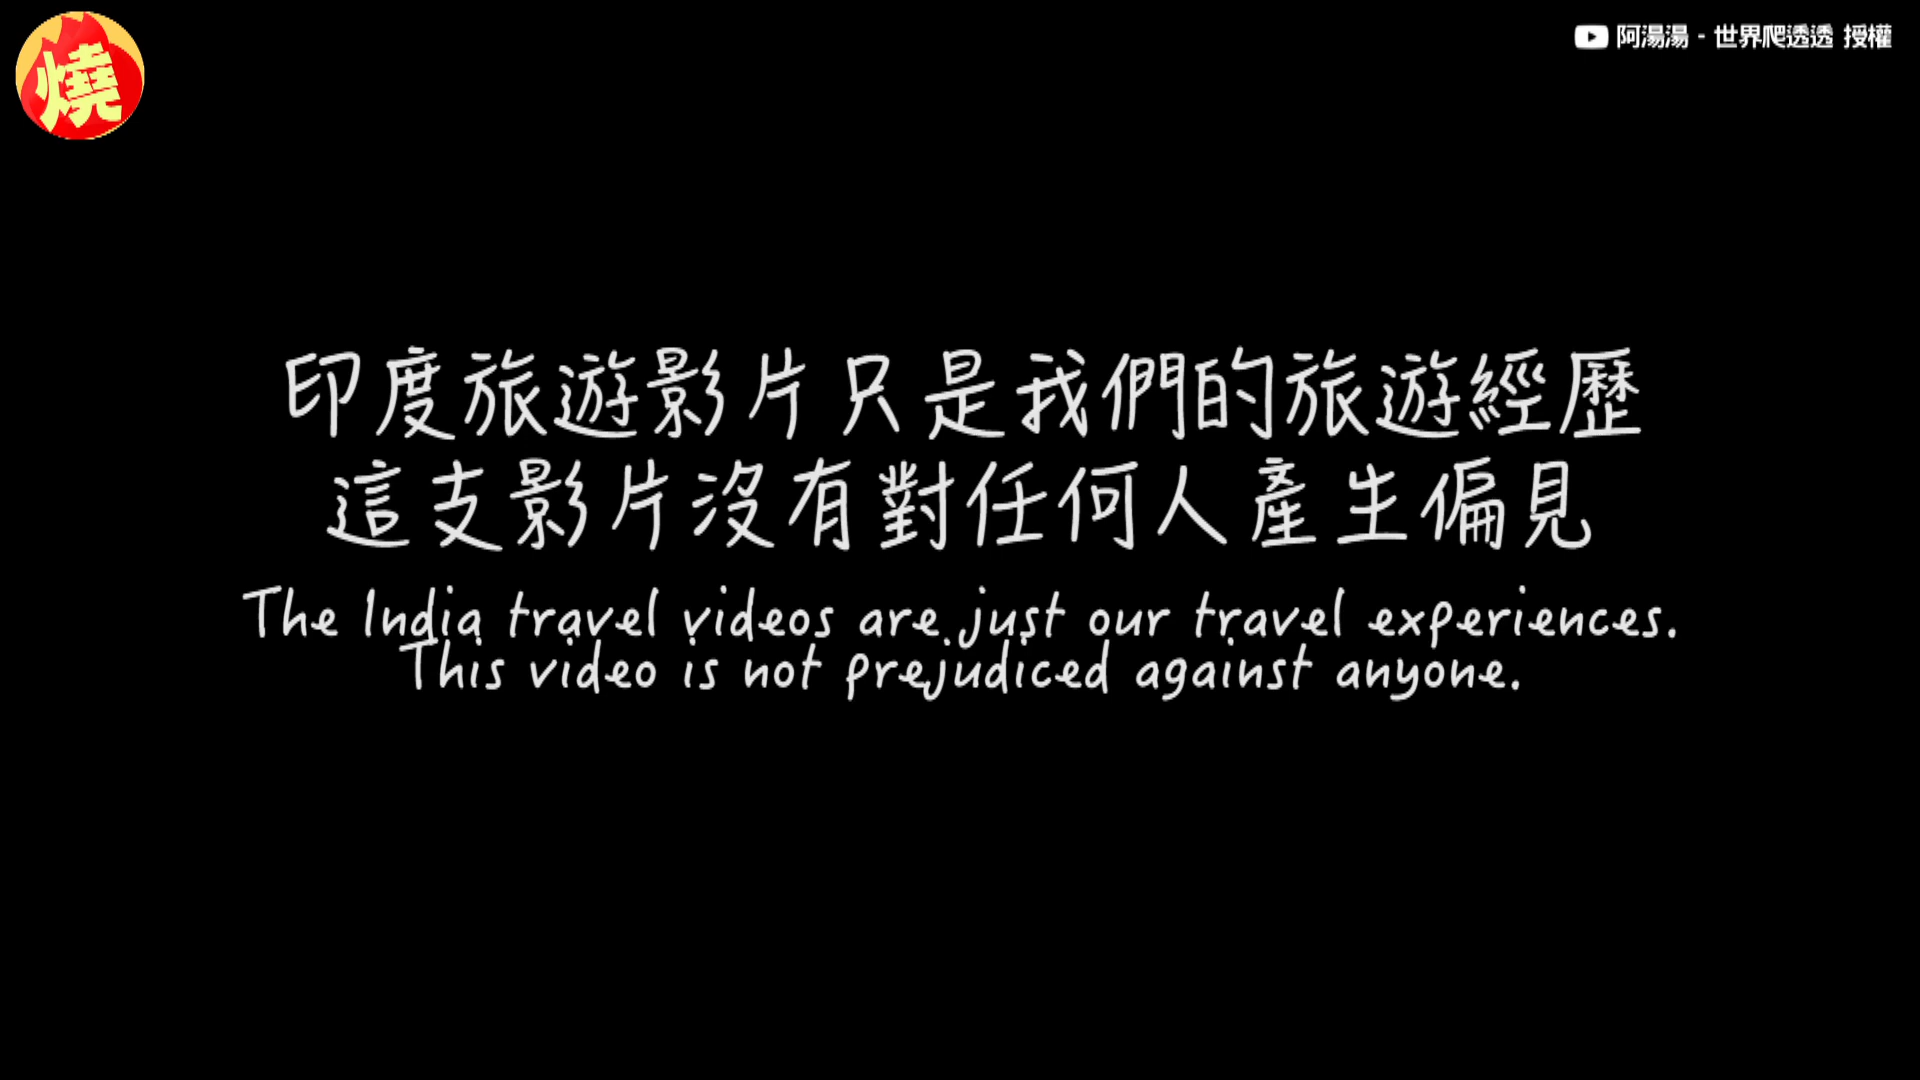 燒
阿湯湯 - 世界爬透透 授權
印度旅遊影片只是我們的旅遊經歷
這支影片沒有對任何人產生偏見
The India travel videos are just our travel experiences.
This video is not prejudiced against anyone.